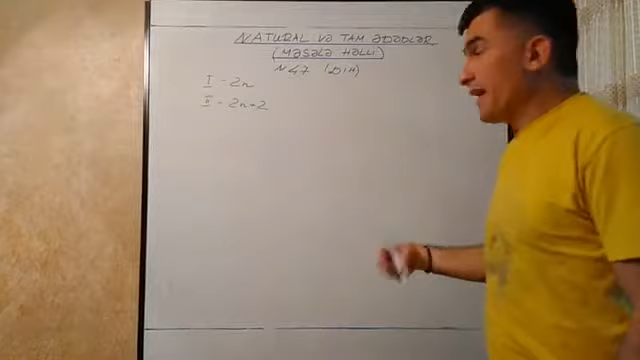 NATURAL Və TAM ƏDƏDLƏR
(MəSəLə HəLLi)
N47 (DİM)
I - 2n
II - 2n+2